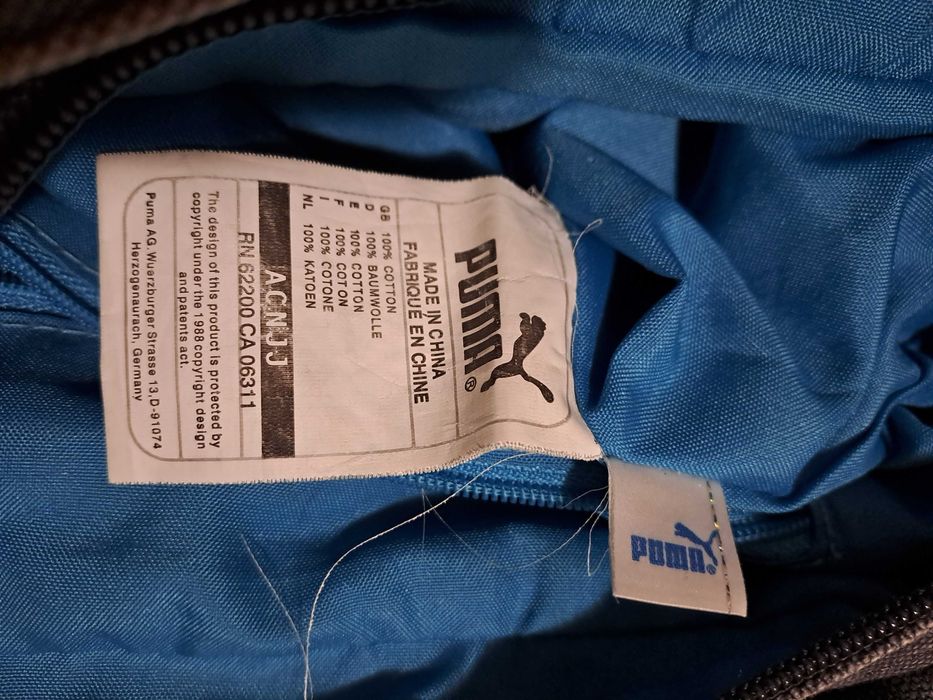 PUMA®
MADE IN CHINA
FABRIQUE EN CHINE
GB 100% COTTON
D 100% BAUMWOLLE
E 100% COTTON
F 100% COTON
I 100% COTONE
NL 100% KATOEN
ACNJJ
RN 62200 CA 06311
The design of this product is protected by
copyright under the 1988 copyright design
and patents act.
Puma AG. Wuerzburger Strasse 13, D-91074
Herzogenaurach, Germany
PUMA®